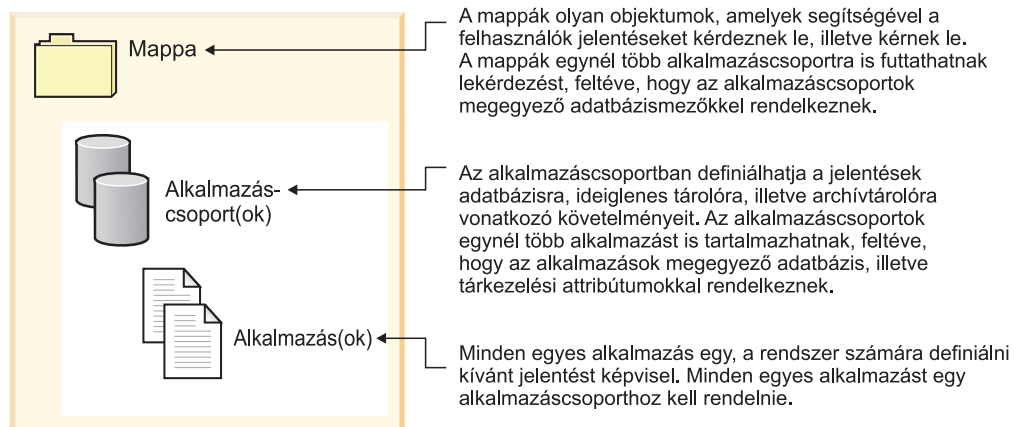 Mappa
A mappák olyan objektumok, amelyek segítségével a
felhasználók jelentéseket kérdeznek le, illetve kérnek le.
A mappák egynél több alkalmazáscsoportra is futtathatnak
lekérdezést, feltéve, hogy az alkalmazáscsoportok
megegyező adatbázismezőkkel rendelkeznek.
Alkalmazás-
csoport(ok)
Az alkalmazáscsoportban definiálhatja a jelentések
adatbázisra, ideiglenes tárolóra, illetve archívtárolóra
vonatkozó követelményeit. Az alkalmazáscsoportok
egynél több alkalmazást is tartalmazhatnak, feltéve,
hogy az alkalmazások megegyező adatbázis, illetve
tárkezelési attribútumokkal rendelkeznek.
Alkalmazás(ok)
Minden egyes alkalmazás egy, a rendszer számára definiálni
kívánt jelentést képvisel. Minden egyes alkalmazást egy
alkalmazáscsoporthoz kell rendelnie.